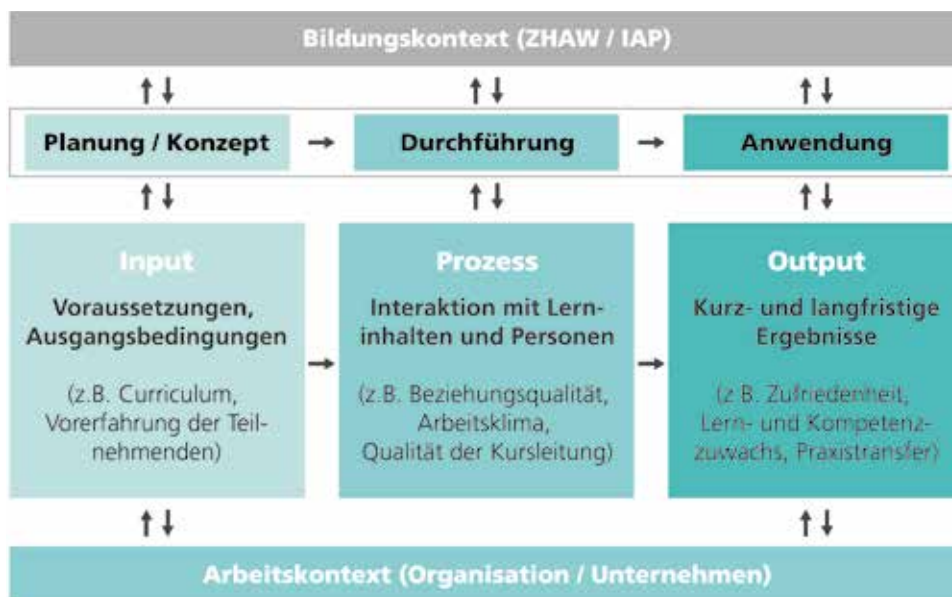 Bildungskontext (ZHAW / IAP)
Planung / Konzept
Durchführung
Anwendung
Input
Voraussetzungen,
Ausgangsbedingungen
(z.B. Curriculum,
Vorerfahrung der Teil-
nehmenden)
Prozess
Interaktion mit Lern-
inhalten und Personen
(z.B. Beziehungsqualität,
Arbeitsklima,
Qualität der Kursleitung)
Output
Kurz- und langfristige
Ergebnisse
(z.B. Zufriedenheit,
Lern- und Kompetenz-
zuwachs, Praxistransfer)
Arbeitskontext (Organisation / Unternehmen)